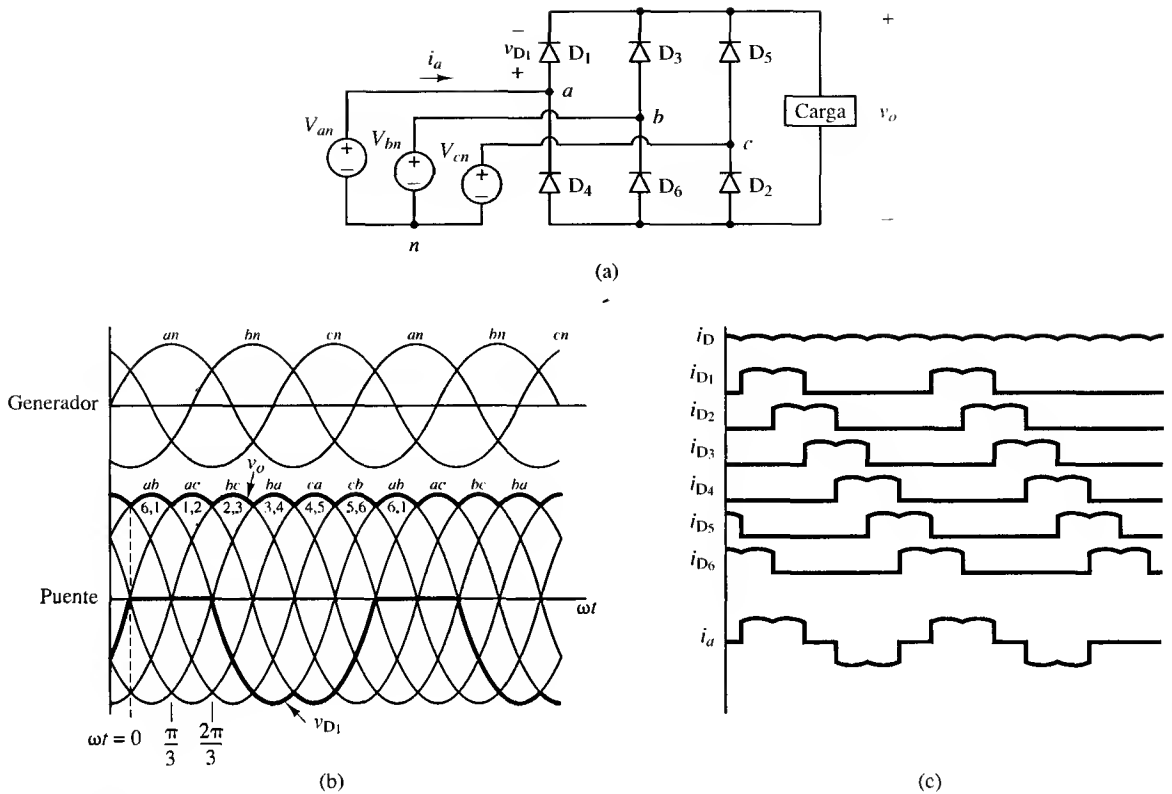 −
v_D1
+
D1
D3
D5
i_a
a
b
c
V_an
V_bn
V_cn
+
−
+
−
+
−
D4
D6
D2
n
+
Carga
v_o
−
(a)
an bn cn an bn cn
Generador
v_o
ab ac bc ba ca cb ab ac bc ba
6,1 1,2 2,3 3,4 4,5 5,6 6,1
Puente
ωt
v_D1
ωt = 0 π/3 2π/3
(b)
i_D
i_D1
i_D2
i_D3
i_D4
i_D5
i_D6
i_a
(c)